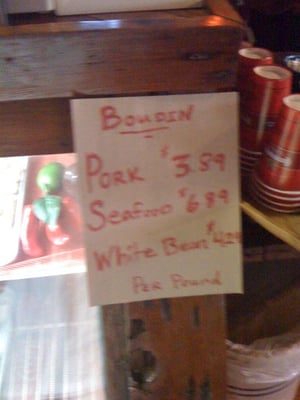 BOUDIN
PORK $3.89
Seafood $6.89
White Bean $4.29
PER POUND